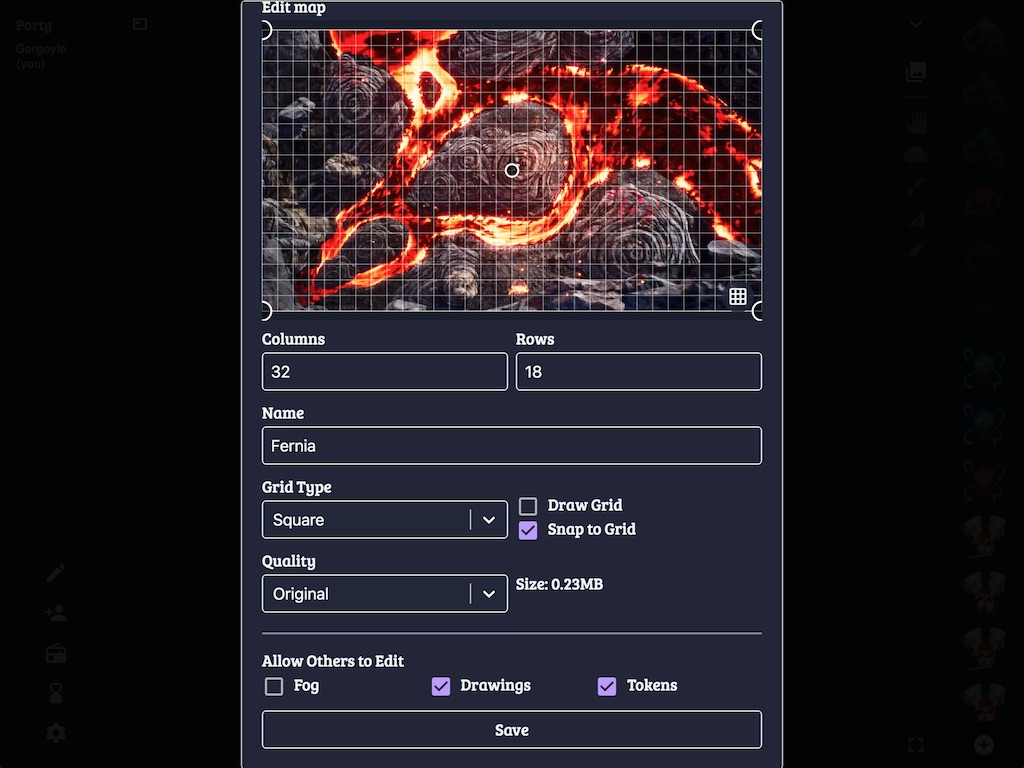 Party
Gargoyle
(you)
Edit map
Columns
Rows
32
18
Name
Fernia
Grid Type
Square
Draw Grid
Snap to Grid
Quality
Original
Size: 0.23MB
Allow Others to Edit
Fog
Drawings
Tokens
Save